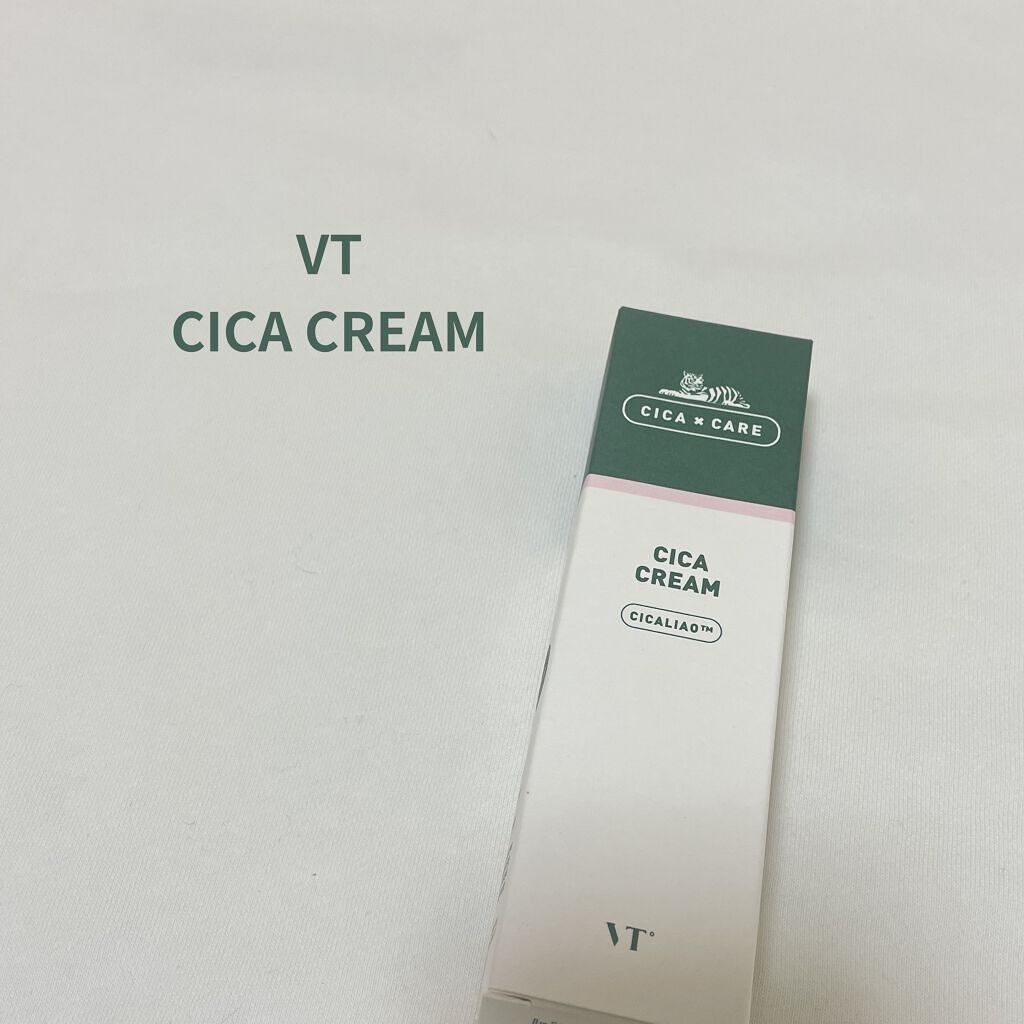 VT
CICA CREAM
CICA × CARE
CICA
CREAM
CICALIAO™
VT°